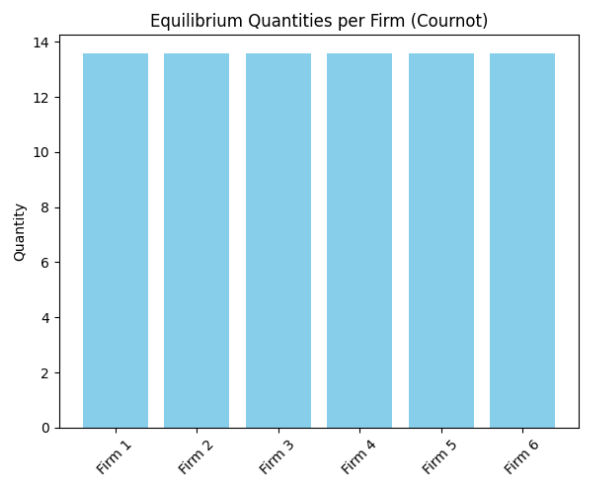 Equilibrium Quantities per Firm (Cournot)
14
12
10
8
6
4
2
0
Quantity
Firm 1
Firm 2
Firm 3
Firm 4
Firm 5
Firm 6